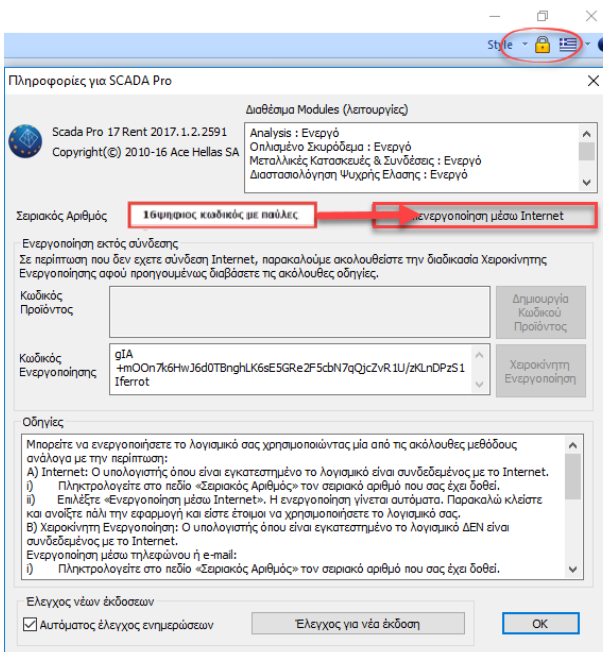 Style
Πληροφορίες για SCADA Pro
Διαθέσιμα Modules (λειτουργίες)
Scada Pro 17 Rent 2017.1.2.2591
Copyright(©) 2010-16 Ace Hellas SA
Analysis : Ενεργό
Οπλισμένο Σκυρόδεμα : Ενεργό
Μεταλλικές Κατασκευές & Συνδέσεις : Ενεργό
Διαστασιολόγηση Ψυχρής Ελασης : Ενεργό
Σειριακός Αριθμός
16ψηφιος κωδικός με παύλες
μέσω Internet
Ενεργοποίηση εκτός σύνδεσης
Σε περίπτωση που δεν εχετε σύνδεση Internet, παρακαλούμε ακολουθείστε την διαδικασία Χειροκίνητης
Ενεργοποίησης αφού προηγουμένως διαβάσετε τις ακόλουθες οδηγίες.
Κωδικός
Προϊόντος
Δημιουργία
Κωδικού
Προϊόντος
Κωδικός
Ενεργοποίησης
gIA
+mOOn7k6HwJ6d0TBnghLK6sE5GRe2F5cbN7qQjcZvR1U/zKLnDPzS1
Iferrot
Χειροκίνητη
Ενεργοποίηση
Οδηγίες
Μπορείτε να ενεργοποιήσετε το λογισμικό σας χρησιμοποιώντας μία από τις ακόλουθες μεθόδους
ανάλογα με την περίπτωση:
Α) Internet: Ο υπολογιστής όπου είναι εγκατεστημένο το λογισμικό είναι συνδεδεμένος με το Internet.
i) Πληκτρολογείτε στο πεδίο «Σειριακός Αριθμός» τον σειριακό αριθμό που σας έχει δοθεί.
ii) Επιλέξτε «Ενεργοποίηση μέσω Internet». Η ενεργοποίηση γίνεται αυτόματα. Παρακαλώ κλείστε
και ανοίξτε πάλι την εφαρμογή και είστε έτοιμοι να χρησιμοποιήσετε το λογισμικό σας.
Β) Χειροκίνητη Ενεργοποίηση: Ο υπολογιστής όπου είναι εγκατεστημένο το λογισμικό ΔΕΝ είναι
συνδεδεμένος με το Internet.
Ενεργοποίηση μέσω τηλεφώνου ή e-mail:
i) Πληκτρολογείτε στο πεδίο «Σειριακός Αριθμός» τον σειριακό αριθμό που σας έχει δοθεί.
Έλεγχος νέων έκδοσεων
Αυτόματος έλεγχος ενημερώσεων
Έλεγχος για νέα έκδοση
OK